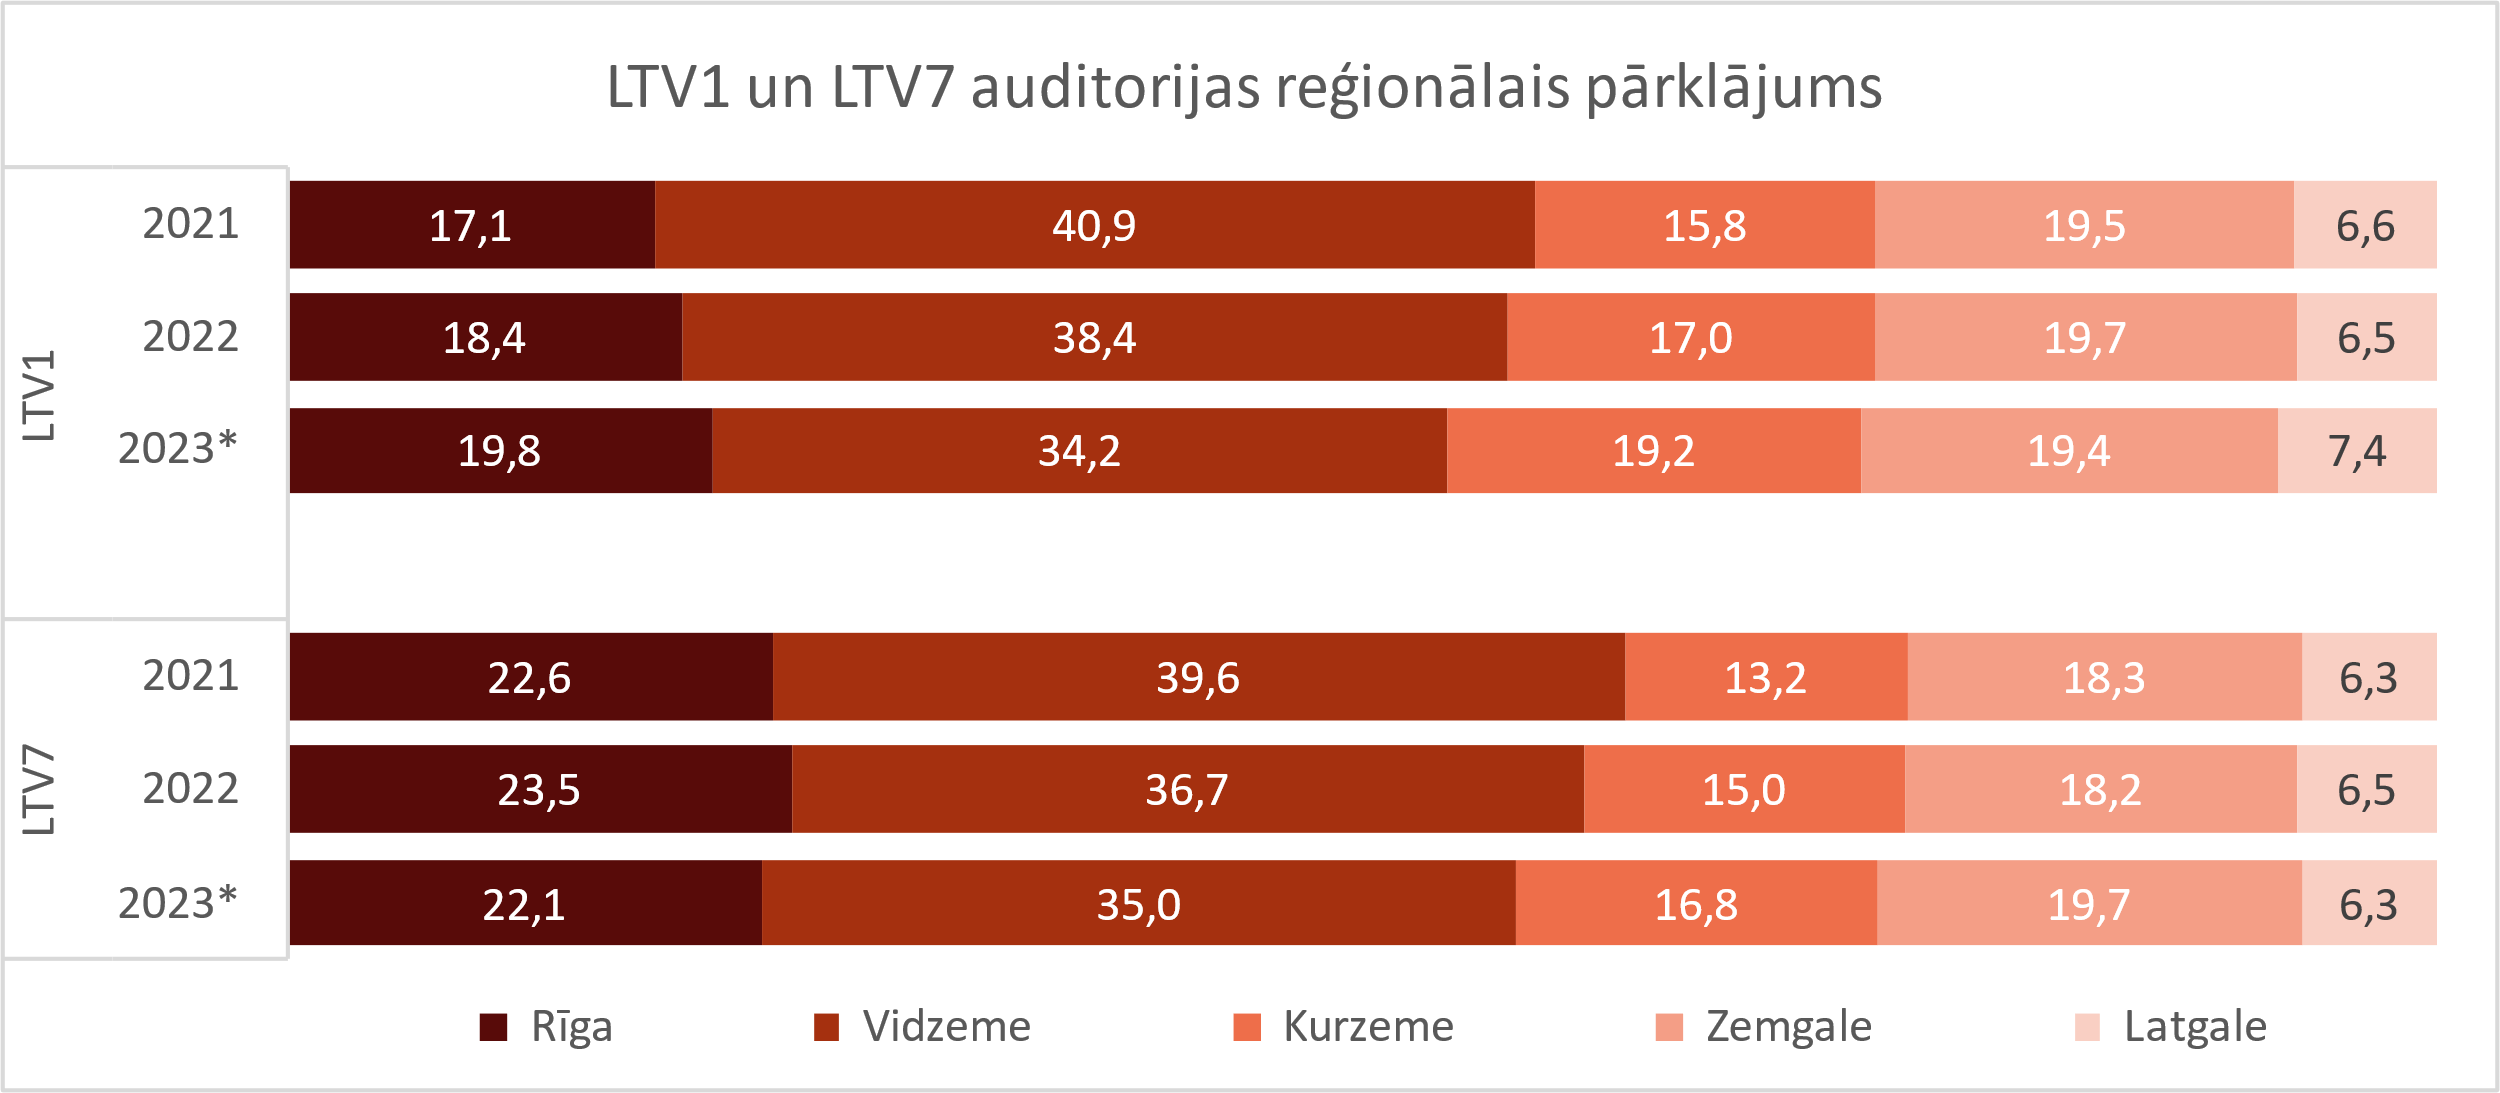 LTV1 un LTV7 auditorijas reģionālais pārklājums
LTV1
2021 17,1 40,9 15,8 19,5 6,6
2022 18,4 38,4 17,0 19,7 6,5
2023* 19,8 34,2 19,2 19,4 7,4
LTV7
2021 22,6 39,6 13,2 18,3 6,3
2022 23,5 36,7 15,0 18,2 6,5
2023* 22,1 35,0 16,8 19,7 6,3
Rīga Vidzeme Kurzeme Zemgale Latgale